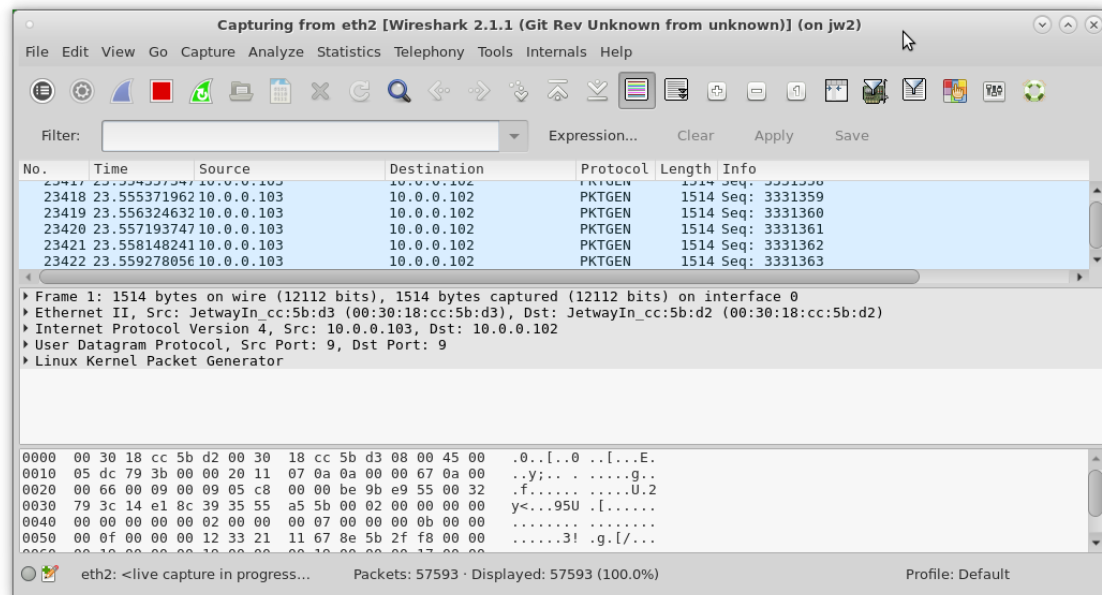 Capturing from eth2 [Wireshark 2.1.1 (Git Rev Unknown from unknown)] (on jw2)
File Edit View Go Capture Analyze Statistics Telephony Tools Internals Help
Filter: Expression... Clear Apply Save
No. Time Source Destination Protocol Length Info
23418 23.555371962 10.0.0.103 10.0.0.102 PKTGEN 1514 Seq: 3331359
23419 23.556324632 10.0.0.103 10.0.0.102 PKTGEN 1514 Seq: 3331360
23420 23.557193747 10.0.0.103 10.0.0.102 PKTGEN 1514 Seq: 3331361
23421 23.558148241 10.0.0.103 10.0.0.102 PKTGEN 1514 Seq: 3331362
23422 23.559278056 10.0.0.103 10.0.0.102 PKTGEN 1514 Seq: 3331363
Frame 1: 1514 bytes on wire (12112 bits), 1514 bytes captured (12112 bits) on interface 0
Ethernet II, Src: JetwayIn_cc:5b:d3 (00:30:18:cc:5b:d3), Dst: JetwayIn_cc:5b:d2 (00:30:18:cc:5b:d2)
Internet Protocol Version 4, Src: 10.0.0.103, Dst: 10.0.0.102
User Datagram Protocol, Src Port: 9, Dst Port: 9
Linux Kernel Packet Generator
0000 00 30 18 cc 5b d2 00 30 18 cc 5b d3 08 00 45 00 .0..[..0 ..[...E.
0010 05 dc 79 3b 00 00 20 11 07 0a 0a 00 00 67 0a 00 ..y;.. . .....g..
0020 00 66 00 09 00 09 05 c8 00 00 be 9b e9 55 00 32 .f...... .....U.2
0030 79 3c 14 e1 8c 39 35 55 a5 5b 00 02 00 00 00 00 y<...95U .[......
0040 00 00 00 00 00 02 00 00 00 07 00 00 00 0b 00 00 ........ ........
0050 00 0f 00 00 00 12 33 21 11 67 8e 5b 2f f8 00 00 ......3! .g.[/...
eth2: <live capture in progress... Packets: 57593 · Displayed: 57593 (100.0%) Profile: Default